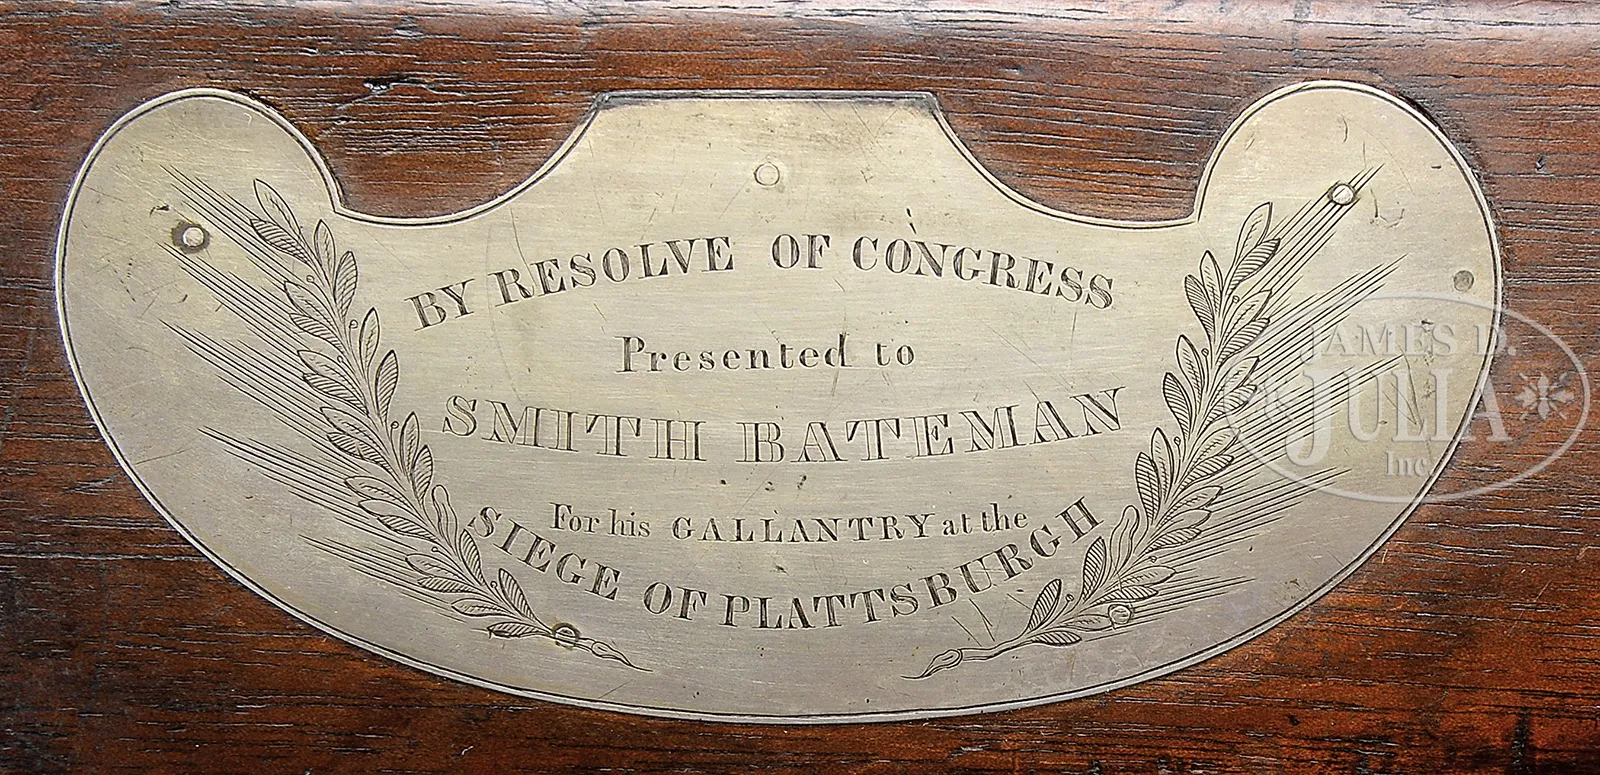 BY RESOLVE OF CONGRESS
Presented to
SMITH BATEMAN
For his GALLANTRY at the
SIEGE OF PLATTSBURGH
JAMES D.
JULIA
Inc.